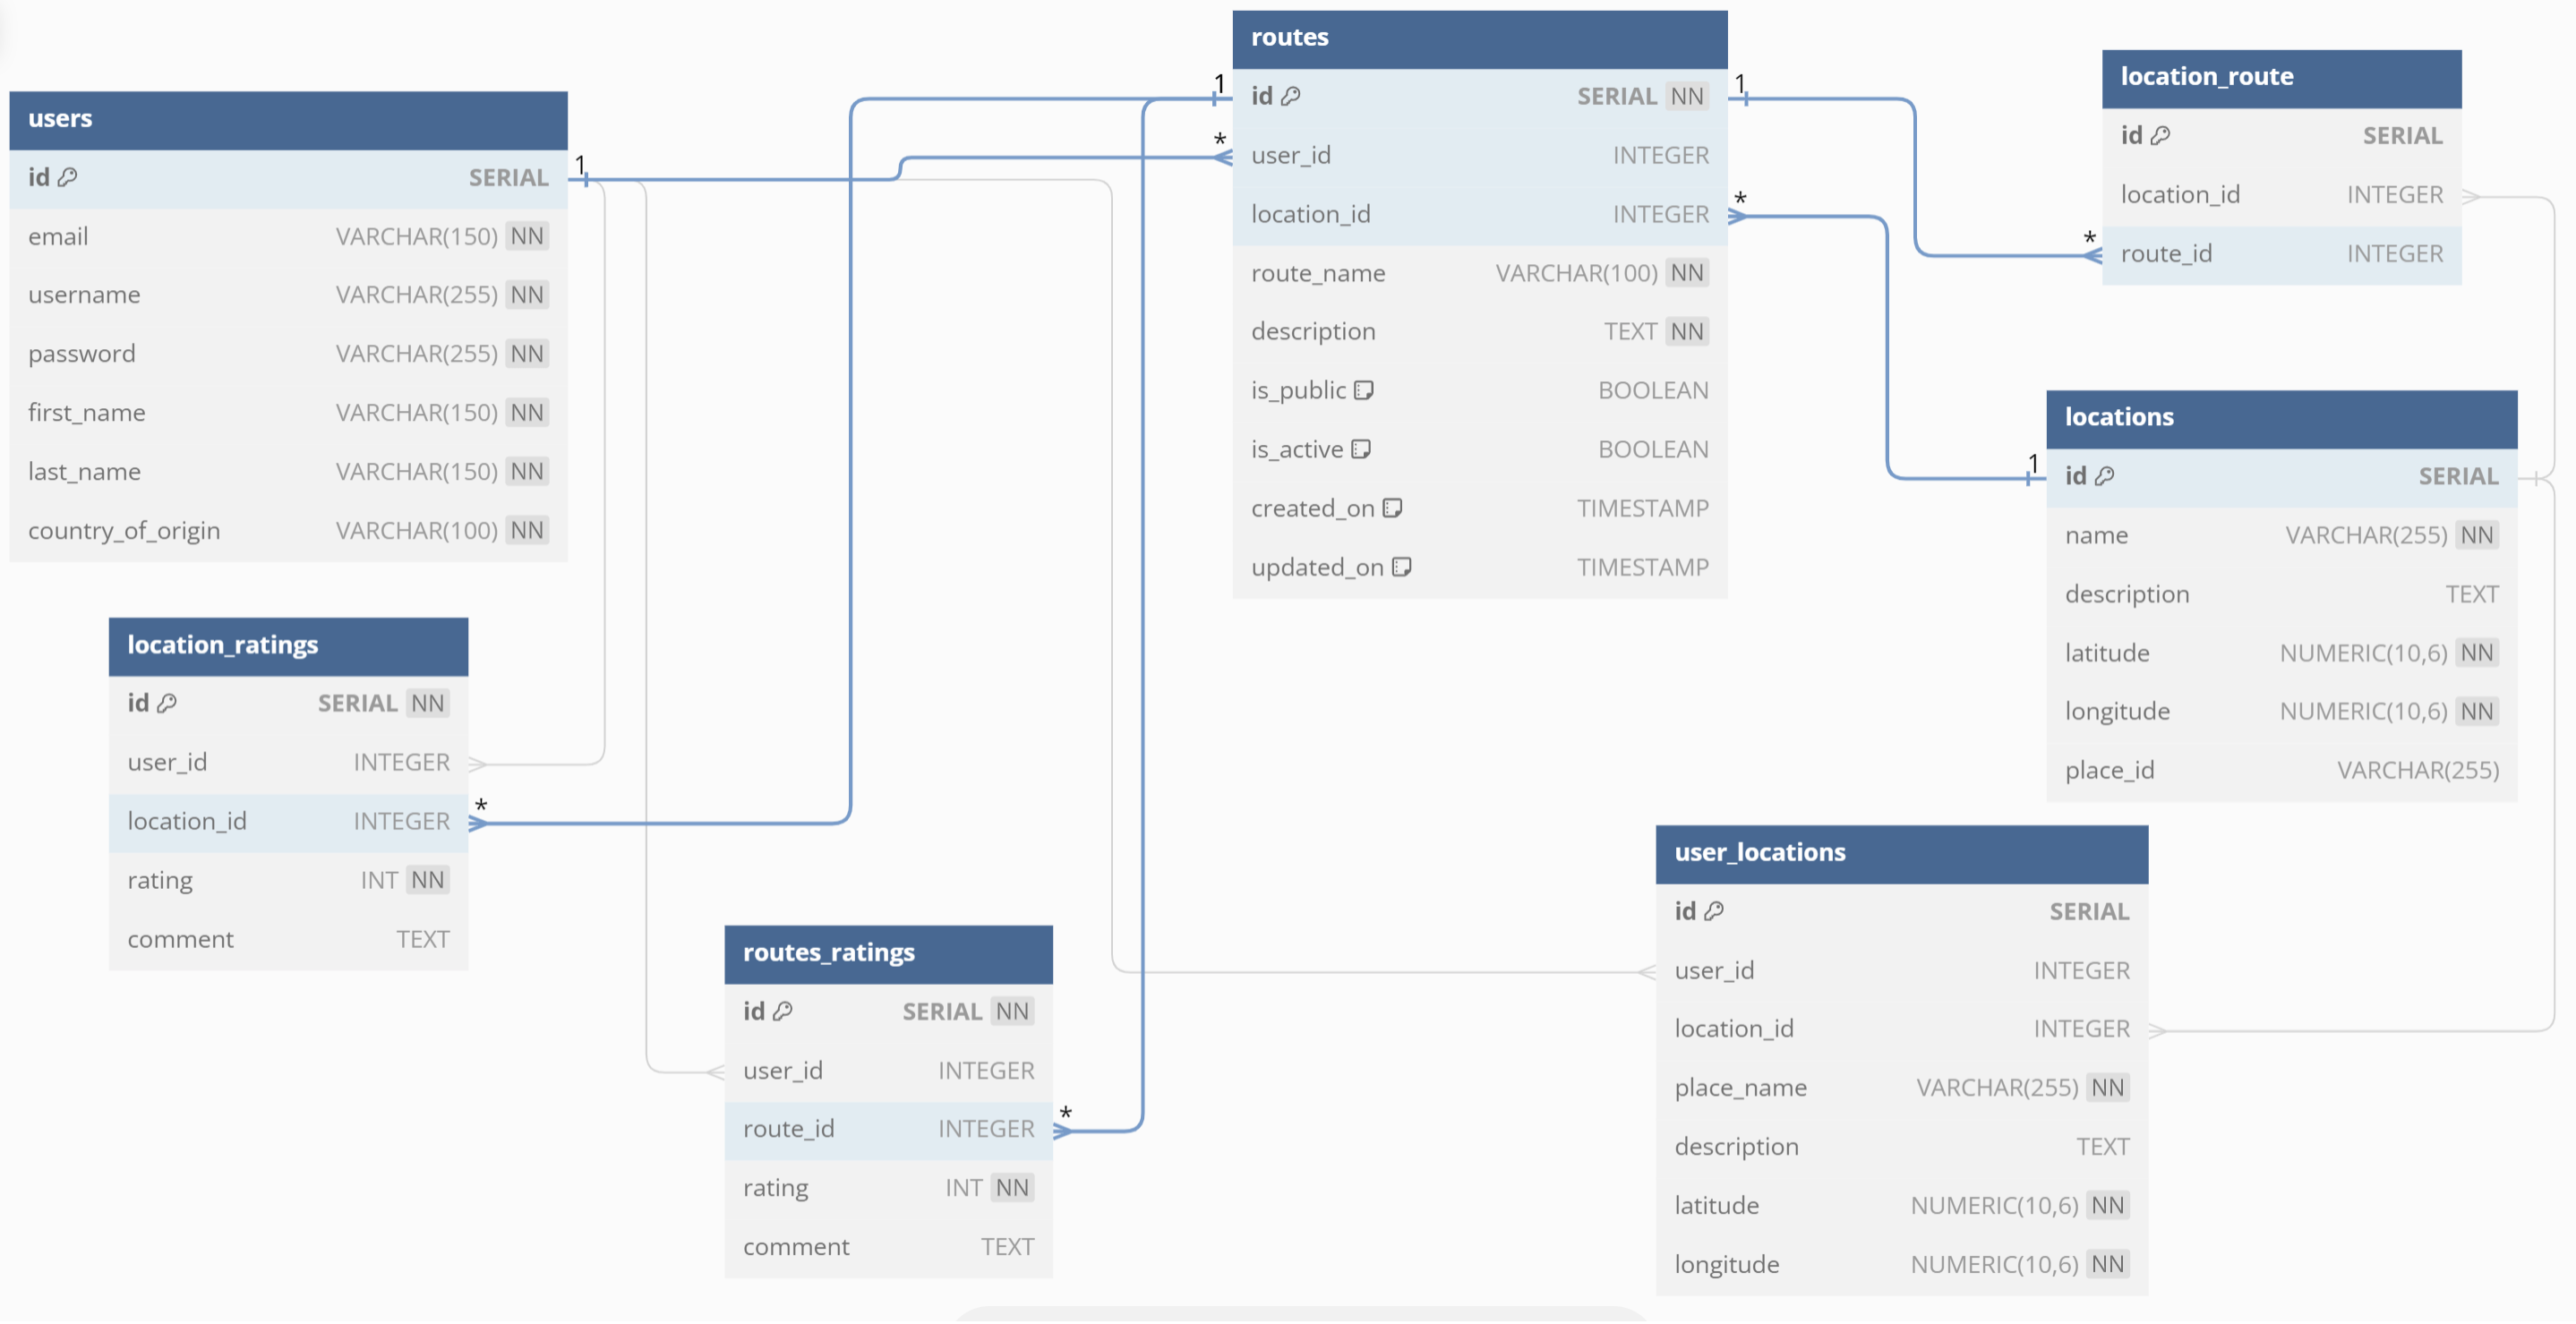 users
id SERIAL
email VARCHAR(150) NN
username VARCHAR(255) NN
password VARCHAR(255) NN
first_name VARCHAR(150) NN
last_name VARCHAR(150) NN
country_of_origin VARCHAR(100) NN
1
location_ratings
id SERIAL NN
user_id INTEGER
location_id INTEGER
rating INT NN
comment TEXT
*
routes_ratings
id SERIAL NN
user_id INTEGER
route_id INTEGER
rating INT NN
comment TEXT
*
1
*
routes
id SERIAL NN
user_id INTEGER
location_id INTEGER
route_name VARCHAR(100) NN
description TEXT NN
is_public BOOLEAN
is_active BOOLEAN
created_on TIMESTAMP
updated_on TIMESTAMP
1
*
*
location_route
id SERIAL
location_id INTEGER
route_id INTEGER
1
locations
id SERIAL
name VARCHAR(255) NN
description TEXT
latitude NUMERIC(10,6) NN
longitude NUMERIC(10,6) NN
place_id VARCHAR(255)
user_locations
id SERIAL
user_id INTEGER
location_id INTEGER
place_name VARCHAR(255) NN
description TEXT
latitude NUMERIC(10,6) NN
longitude NUMERIC(10,6) NN